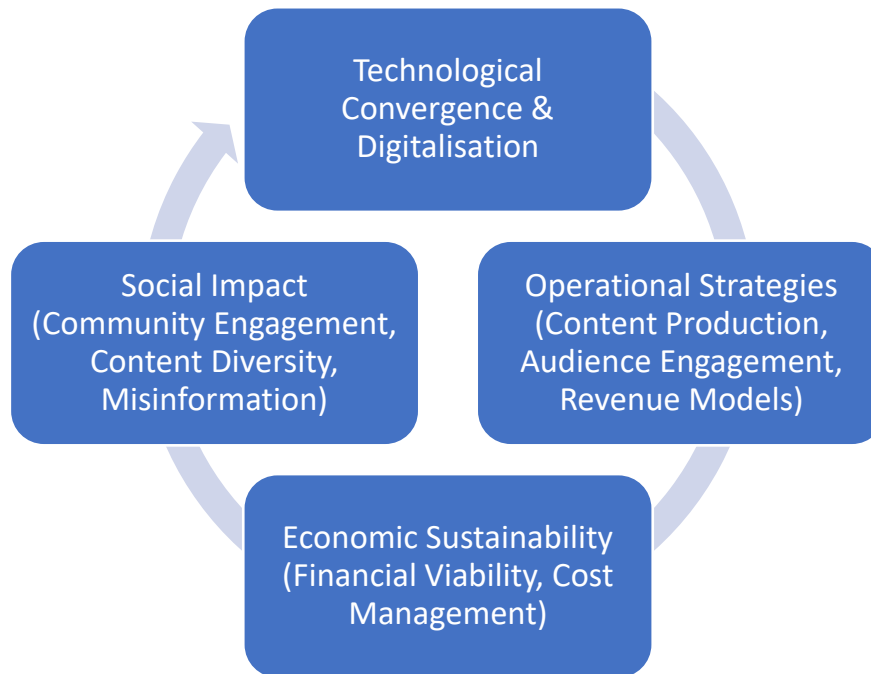 Technological
Convergence &
Digitalisation
Social Impact
(Community Engagement,
Content Diversity,
Misinformation)
Operational Strategies
(Content Production,
Audience Engagement,
Revenue Models)
Economic Sustainability
(Financial Viability, Cost
Management)